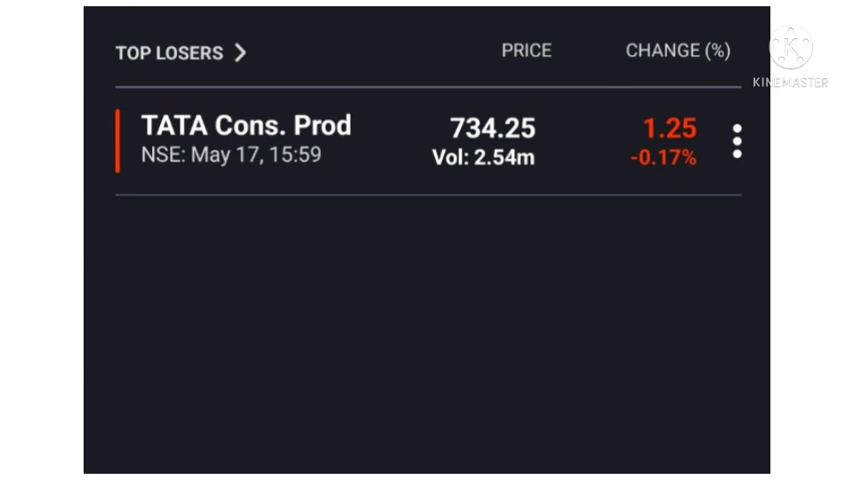 TOP LOSERS PRICE CHANGE (%)
TATA Cons. Prod 734.25 1.25
NSE: May 17, 15:59 Vol: 2.54m -0.17%
K
KINEMASTER